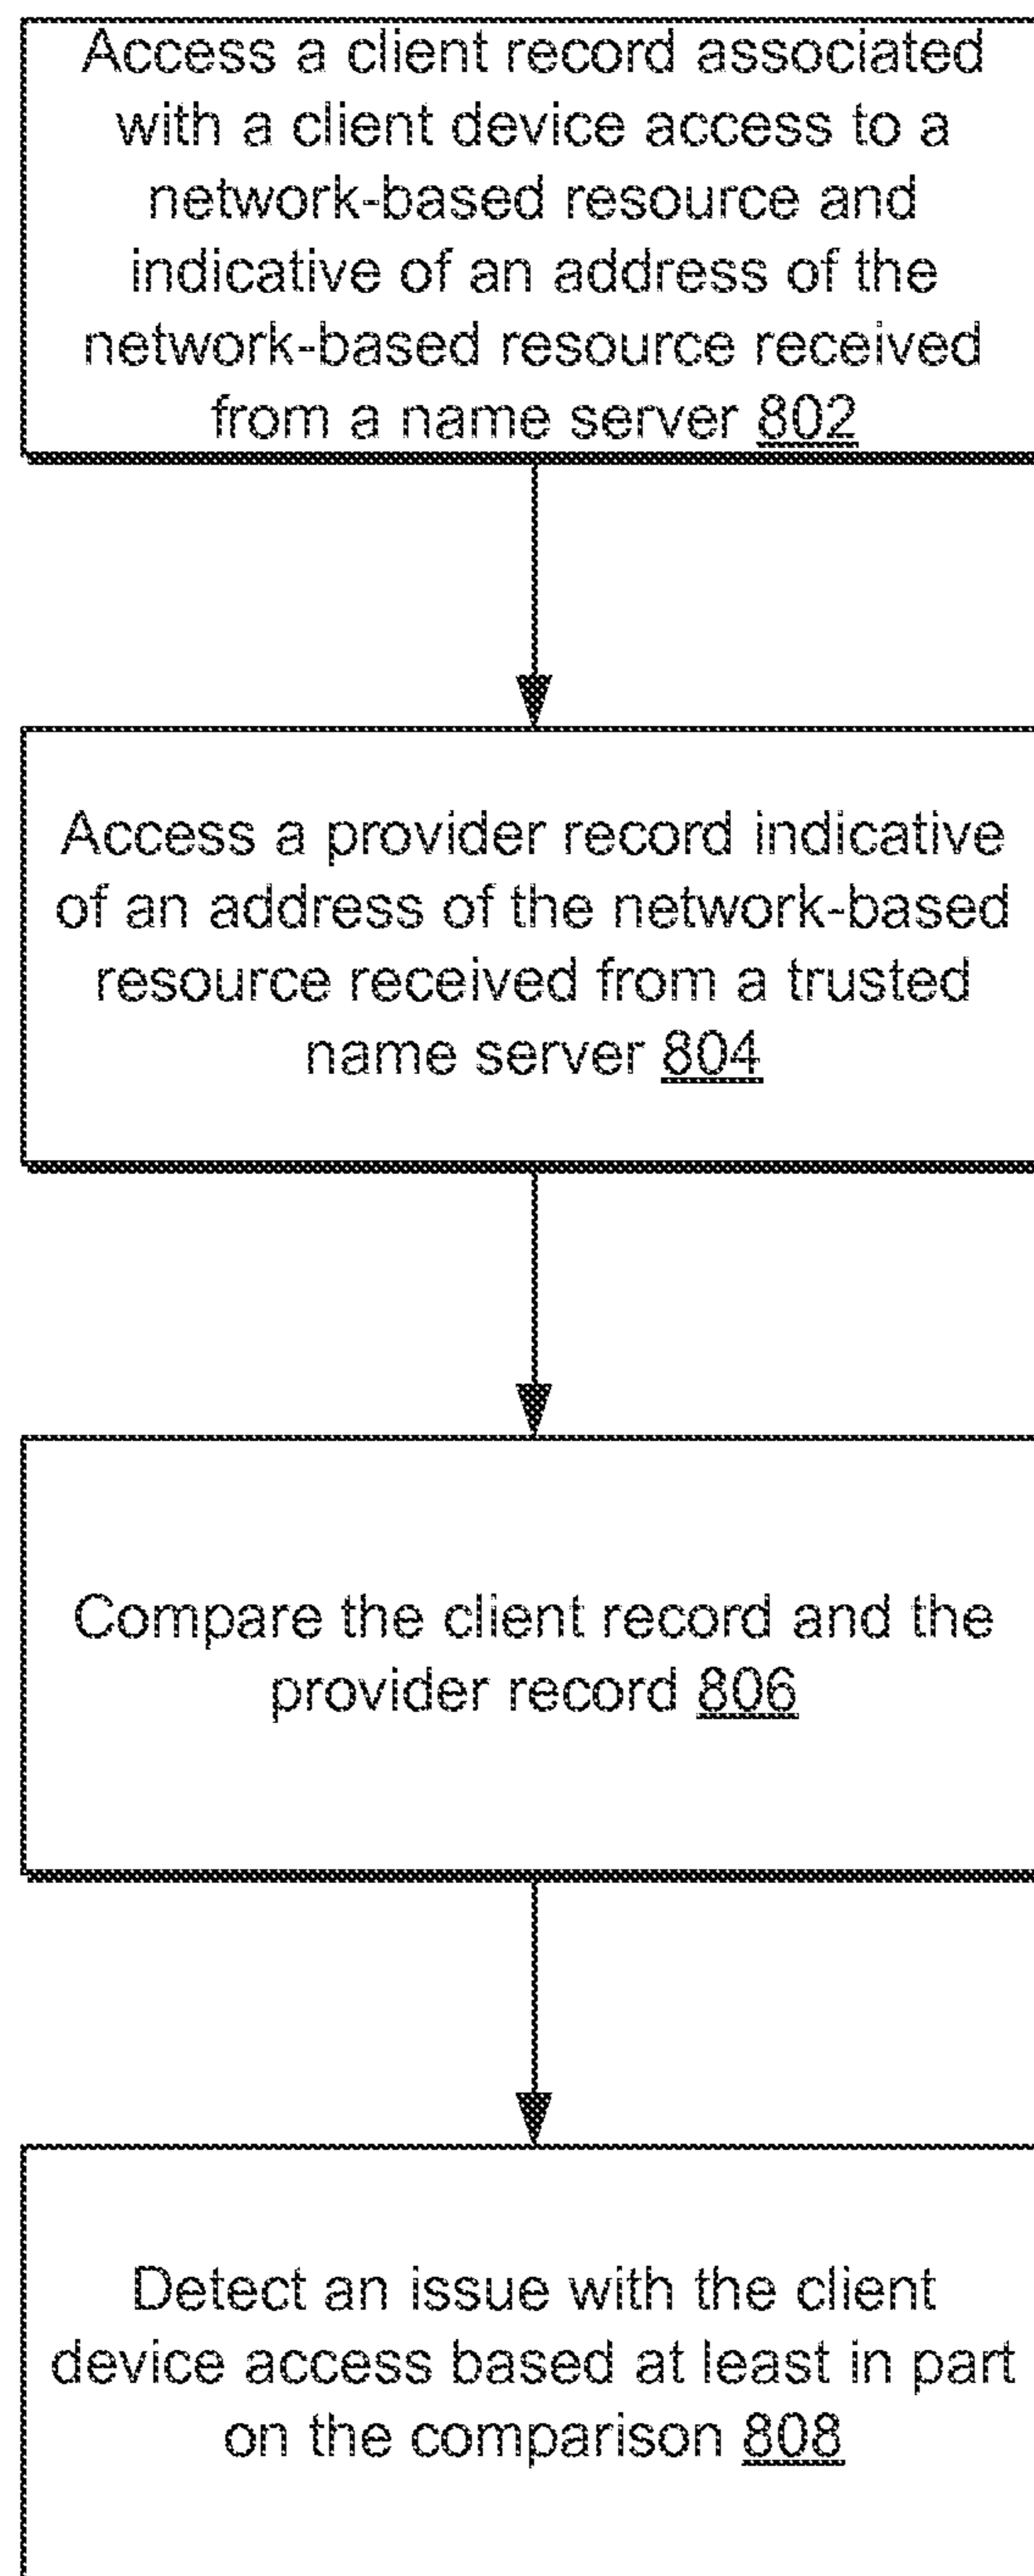 Access a client record associated
with a client device access to a
network-based resource and
indicative of an address of the
network-based resource received
from a name server 802
Access a provider record indicative
of an address of the network-based
resource received from a trusted
name server 804
Compare the client record and the
provider record 806
Detect an issue with the client
device access based at least in part
on the comparison 808